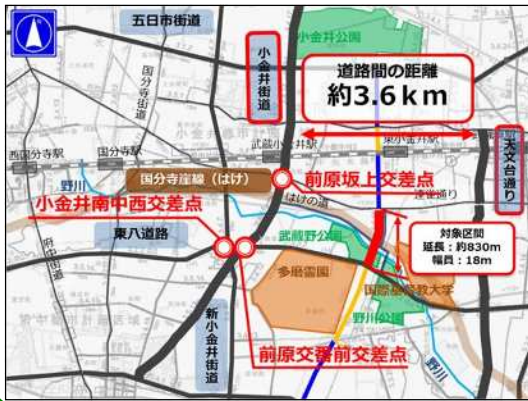 五日市街道
小金井公園
小金井街道
道路間の距離
約3.6km
国分寺街道
天文台通り
西国分寺駅
国分寺駅
武蔵小金井駅
東小金井駅
野川
国分寺崖線（はけ）
前原坂上交差点
連雀通り
はけの道
小金井南中西交差点
対象区間
延長：約830m
幅員：18m
東八道路
武蔵野公園
府中街道
多磨霊園
国際基督教大学
野川公園
新小金井街道
前原交番前交差点
野川